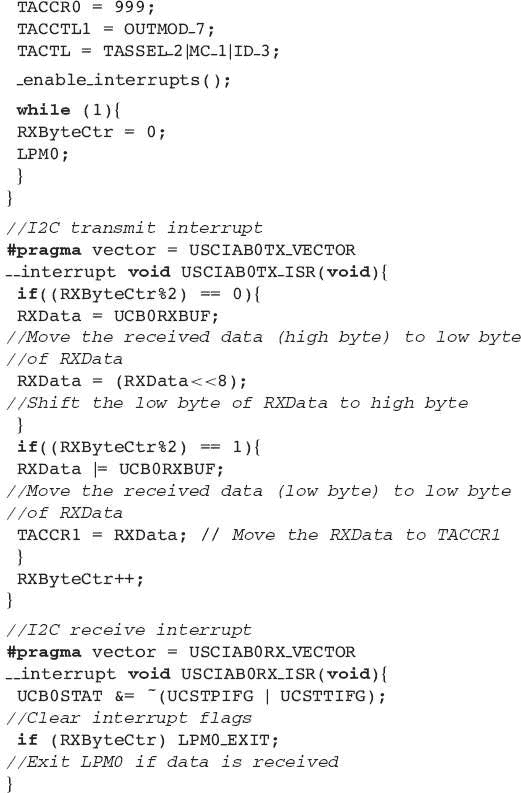 TACCR0 = 999;
TACCTL1 = OUTMOD_7;
TACTL = TASSEL_2|MC_1|ID_3;
_enable_interrupts();
while (1){
RXByteCtr = 0;
LPM0;
}
}
//I2C transmit interrupt
#pragma vector = USCIAB0TX_VECTOR
__interrupt void USCIAB0TX_ISR(void){
if((RXByteCtr%2) == 0){
RXData = UCB0RXBUF;
//Move the received data (high byte) to low byte
//of RXData
RXData = (RXData<<8);
//Shift the low byte of RXData to high byte
}
if((RXByteCtr%2) == 1){
RXData |= UCB0RXBUF;
//Move the received data (low byte) to low byte
//of RXData
TACCR1 = RXData; // Move the RXData to TACCR1
}
RXByteCtr++;
}
//I2C receive interrupt
#pragma vector = USCIAB0RX_VECTOR
__interrupt void USCIAB0RX_ISR(void){
UCB0STAT &= ~(UCSTPIFG | UCSTTIFG);
//Clear interrupt flags
if (RXByteCtr) LPM0_EXIT;
//Exit LPM0 if data is received
}